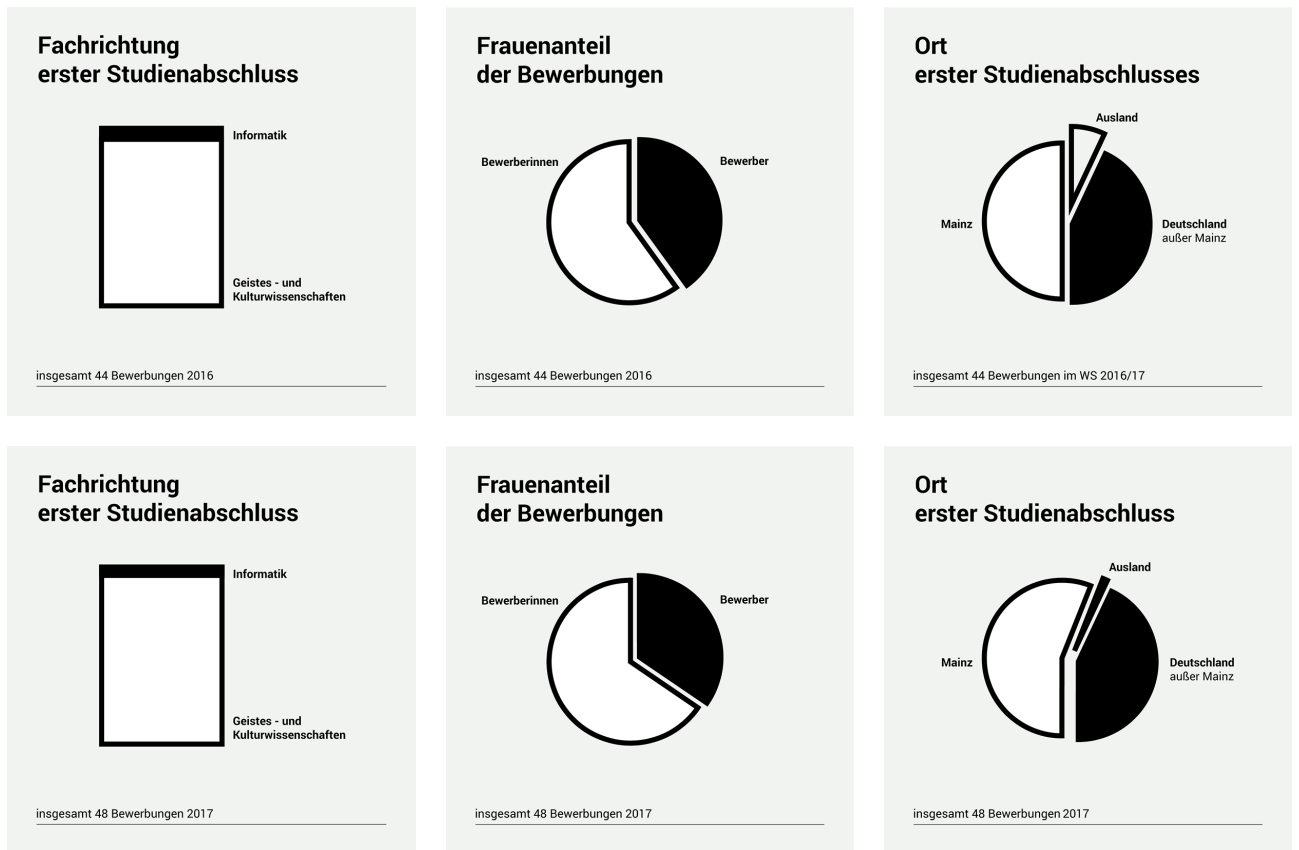 Fachrichtung
erster Studienabschluss
Informatik
Geistes - und
Kulturwissenschaften
insgesamt 44 Bewerbungen 2016
Frauenanteil
der Bewerbungen
Bewerberinnen
Bewerber
insgesamt 44 Bewerbungen 2016
Ort
erster Studienabschlusses
Ausland
Mainz
Deutschland
außer Mainz
insgesamt 44 Bewerbungen im WS 2016/17
Fachrichtung
erster Studienabschluss
Informatik
Geistes - und
Kulturwissenschaften
insgesamt 48 Bewerbungen 2017
Frauenanteil
der Bewerbungen
Bewerberinnen
Bewerber
insgesamt 48 Bewerbungen 2017
Ort
erster Studienabschluss
Ausland
Mainz
Deutschland
außer Mainz
insgesamt 48 Bewerbungen 2017